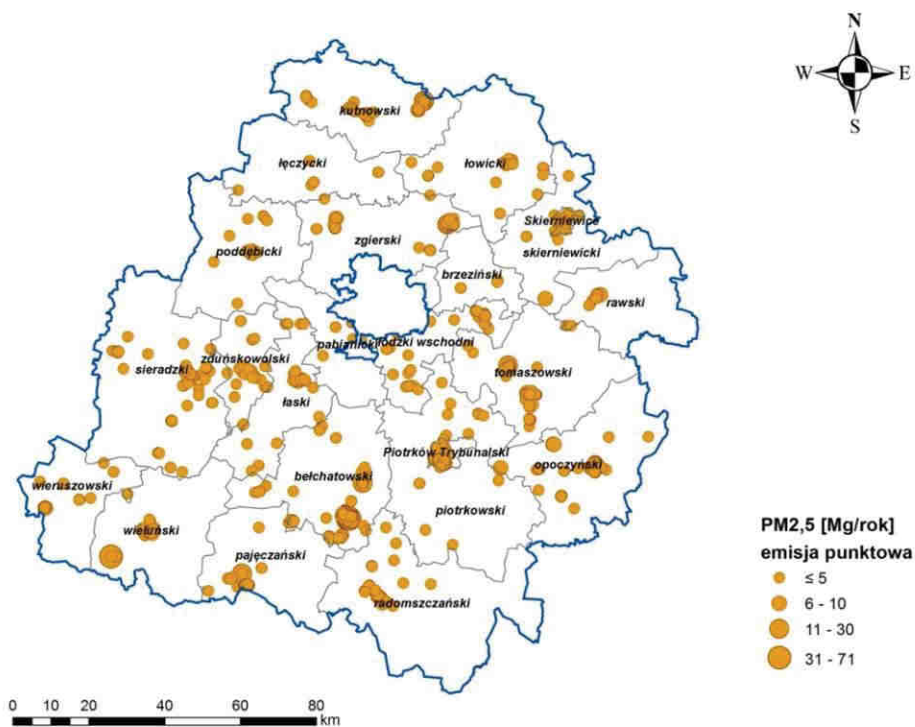 N
W E
S
kutnowski
łęczycki
łowicki
Skierniewice
zgierski
poddębicki
skierniewicki
brzeziński
rawski
pabianicki
łódzki wschodni
zduńskowolski
sieradzki
tomaszowski
łaski
Piotrków Trybunalski
opoczyński
bełchatowski
wieruszowski
piotrkowski
wieluński
pajęczański
radomszczański
PM2,5 [Mg/rok]
emisja punktowa
≤ 5
6 - 10
11 - 30
31 - 71
0 10 20 40 60 80
km